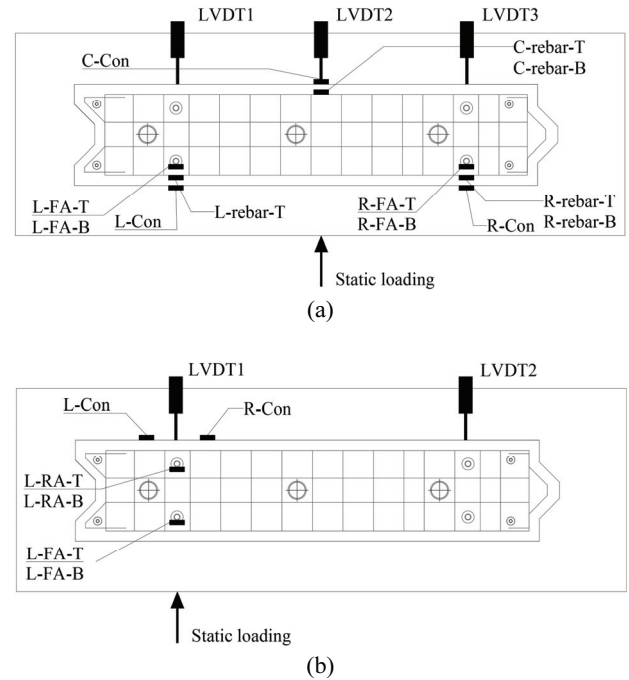 LVDT1
LVDT2
LVDT3
C-Con
C-rebar-T
C-rebar-B
L-FA-T
L-FA-B
L-Con
L-rebar-T
R-FA-T
R-FA-B
R-Con
R-rebar-T
R-rebar-B
Static loading
(a)
LVDT1
LVDT2
L-Con
R-Con
L-RA-T
L-RA-B
L-FA-T
L-FA-B
Static loading
(b)